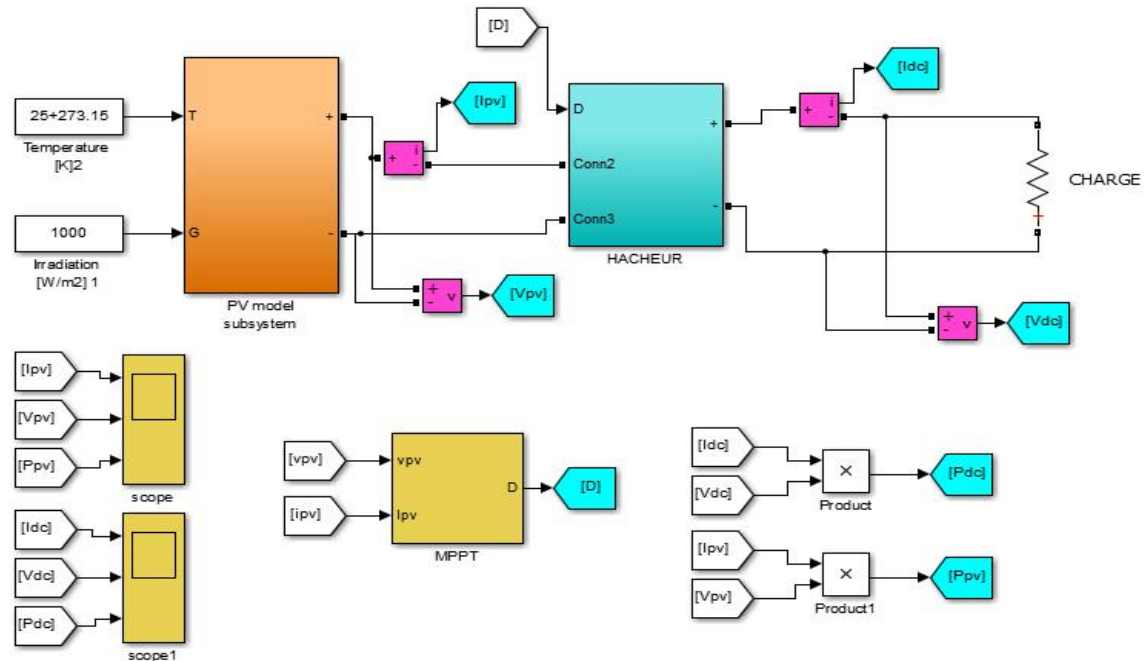 [D]
[Idc]
[Ipv]
25+273.15
T
+
D
+
i
-
+
i
-
+
Temperature
[K]2
Conn2
CHARGE
1000
G
-
Conn3
-
Irradiation
[W/m2] 1
HACHEUR
+
-
v
[Vpv]
PV model
subsystem
+
-
v
[Vdc]
[Ipv]
[Vpv]
[Ppv]
scope
[Idc]
[Vdc]
[Pdc]
scope1
[vpv]
vpv
D
[D]
[ipv]
Ipv
MPPT
[Idc]
×
[Pdc]
[Vdc]
Product
[Ipv]
×
[Ppv]
[Vpv]
Product1